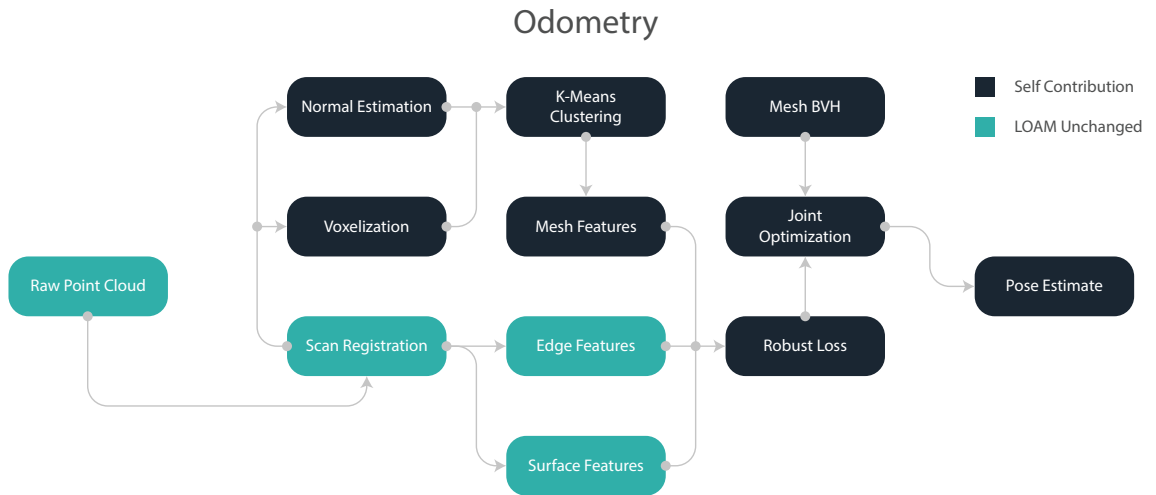 Odometry
Normal Estimation
K-Means
Clustering
Mesh BVH
Self Contribution
LOAM Unchanged
Voxelization
Mesh Features
Joint
Optimization
Raw Point Cloud
Pose Estimate
Scan Registration
Edge Features
Robust Loss
Surface Features